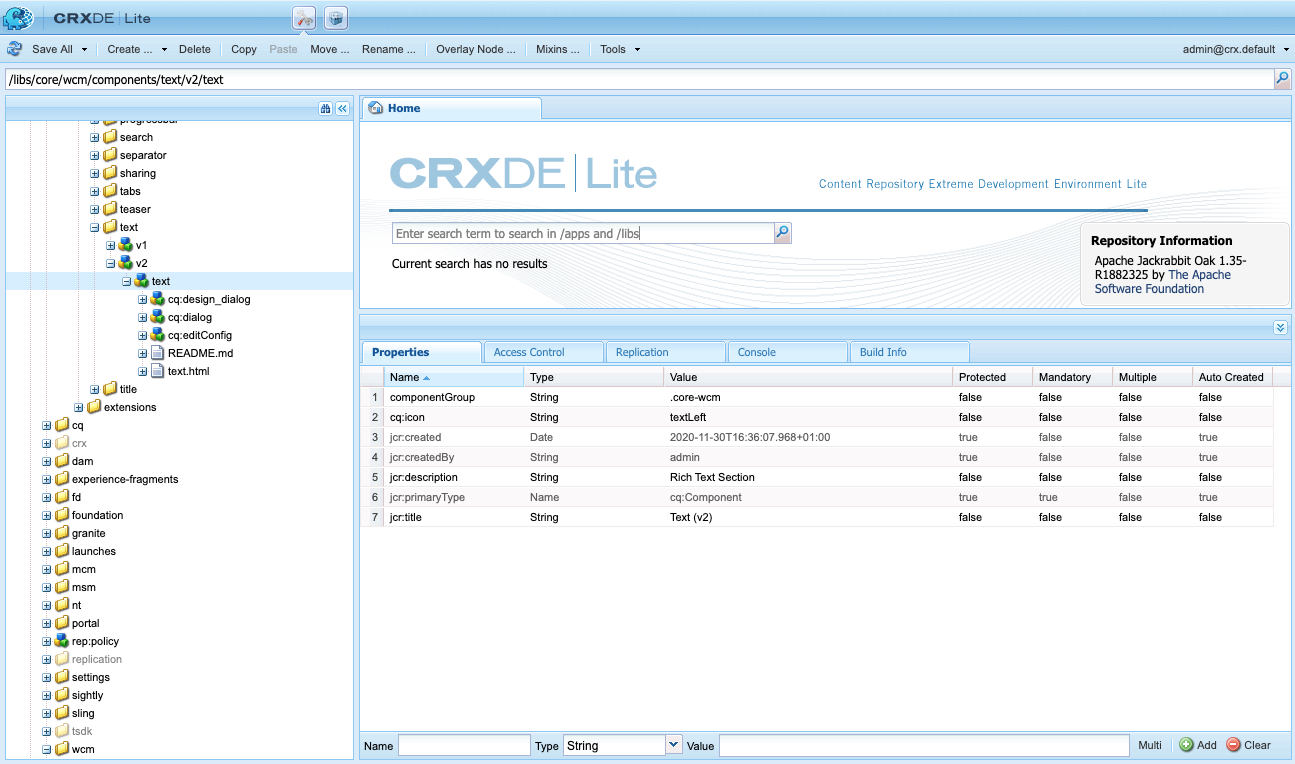 CRXDE | Lite
Save All Create ... Delete Copy Paste Move ... Rename ... Overlay Node ... Mixins ... Tools admin@crx.default
/libs/core/wcm/components/text/v2/text
progressbar
search
separator
sharing
tabs
teaser
text
v1
v2
text
cq:design_dialog
cq:dialog
cq:editConfig
README.md
text.html
title
extensions
cq
crx
dam
experience-fragments
fd
foundation
granite
launches
mcm
msm
nt
portal
rep:policy
replication
settings
sightly
sling
tsdk
wcm
Home
CRXDE | Lite
Content Repository Extreme Development Environment Lite
Enter search term to search in /apps and /libs
Current search has no results
Repository Information
Apache Jackrabbit Oak 1.35-
R1882325 by The Apache
Software Foundation
Properties Access Control Replication Console Build Info
Name Type Value Protected Mandatory Multiple Auto Created
1 componentGroup String .core-wcm false false false false
2 cq:icon String textLeft false false false false
3 jcr:created Date 2020-11-30T16:36:07.968+01:00 true false false true
4 jcr:createdBy String admin true false false true
5 jcr:description String Rich Text Section false false false false
6 jcr:primaryType Name cq:Component true true false true
7 jcr:title String Text (v2) false false false false
Name Type String Value Multi Add Clear